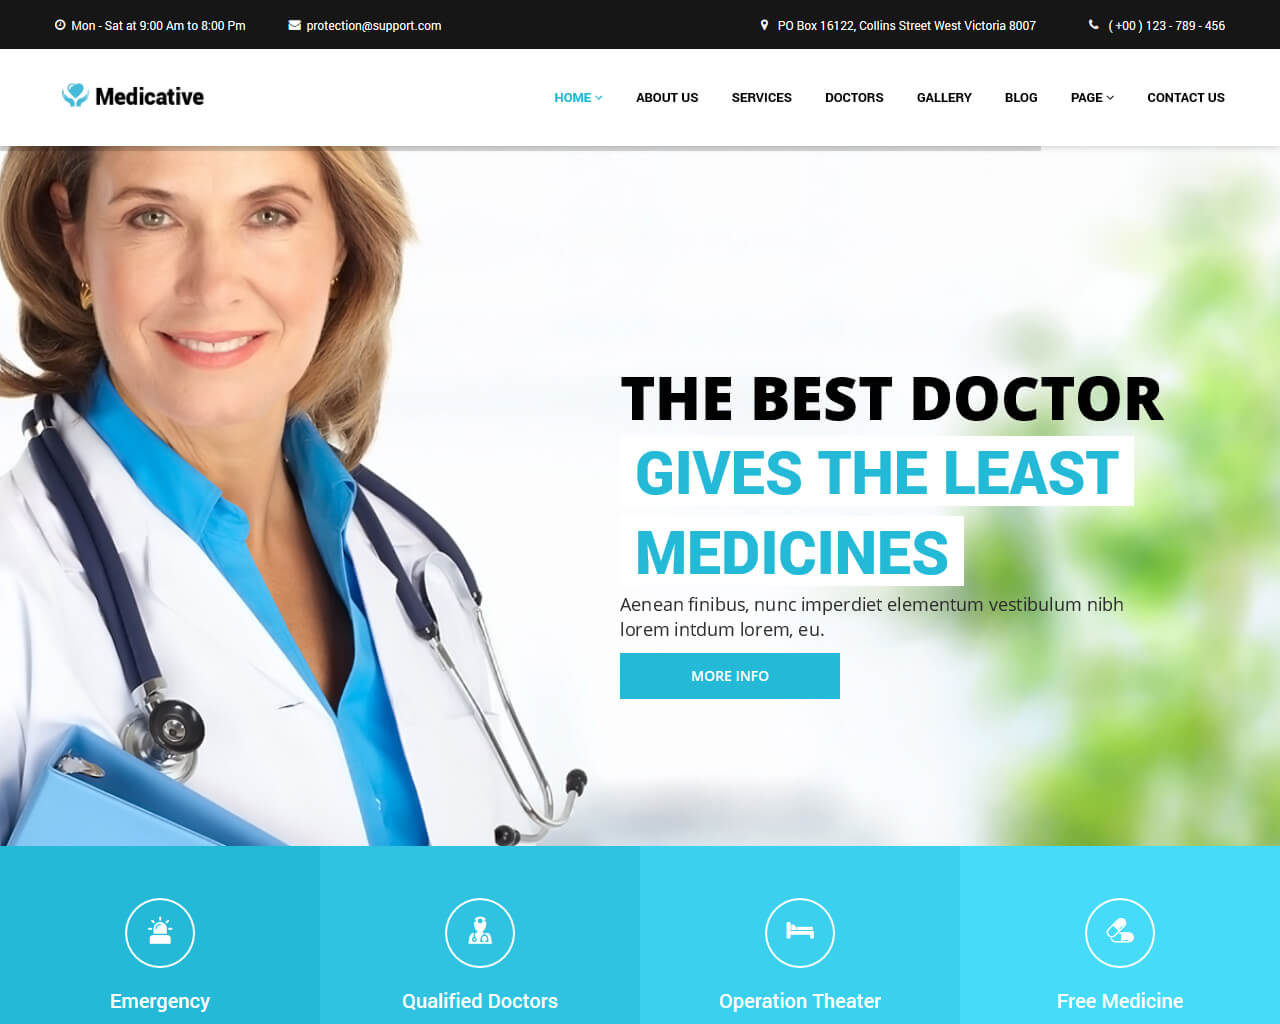 Mon - Sat at 9:00 Am to 8:00 Pm
protection@support.com
PO Box 16122, Collins Street West Victoria 8007
( +00 ) 123 - 789 - 456
Medicative
HOME
ABOUT US
SERVICES
DOCTORS
GALLERY
BLOG
PAGE
CONTACT US
THE BEST DOCTOR
GIVES THE LEAST
MEDICINES
Aenean finibus, nunc imperdiet elementum vestibulum nibh
lorem intdum lorem, eu.
MORE INFO
Emergency
Qualified Doctors
Operation Theater
Free Medicine